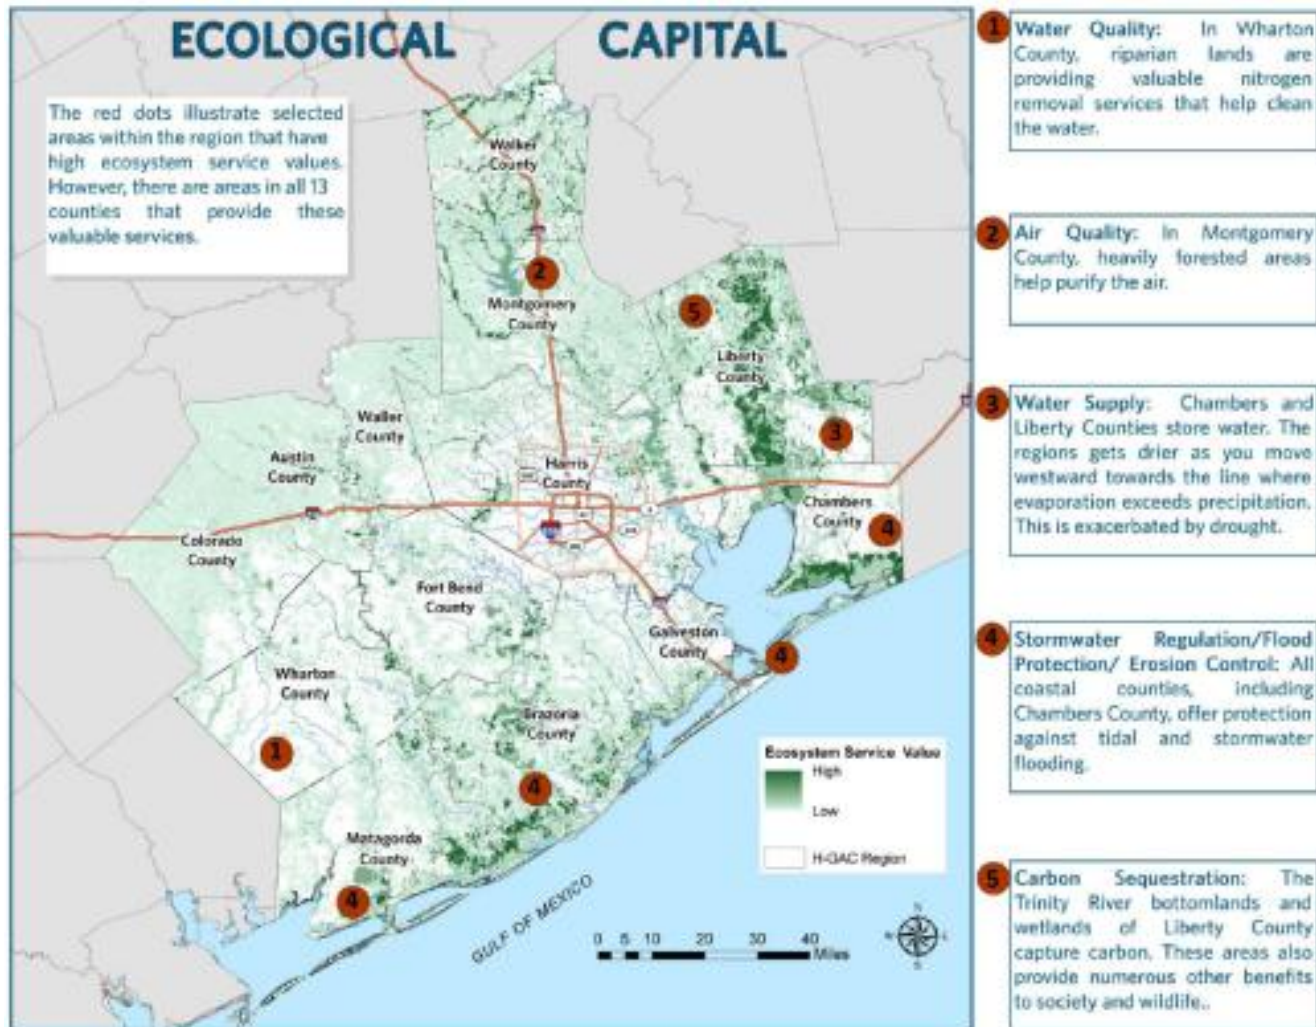 ECOLOGICAL CAPITAL
The red dots illustrate selected
areas within the region that have
high ecosystem service values.
However, there are areas in all 13
counties that provide these
valuable services.
Walker
County
2
Montgomery
County
5
Liberty
County
Waller
County
3
Austin
County
Harris
County
Chambers
County
4
Colorado
County
Fort Bend
County
Galveston
County
4
Wharton
County
Brazoria
County
1
4
Matagorda
County
4
Ecosystem Service Value
High
Low
H-GAC Region
GULF OF MEXICO
0 5 10 20 30 40
Miles
N
S
1
Water Quality: In Wharton
County, riparian lands are
providing valuable nitrogen
removal services that help clean
the water.
2
Air Quality: In Montgomery
County, heavily forested areas
help purify the air.
3
Water Supply: Chambers and
Liberty Counties store water. The
regions gets drier as you move
westward towards the line where
evaporation exceeds precipitation.
This is exacerbated by drought.
4
Stormwater Regulation/Flood
Protection/ Erosion Control: All
coastal counties, including
Chambers County, offer protection
against tidal and stormwater
flooding.
5
Carbon Sequestration: The
Trinity River bottomlands and
wetlands of Liberty County
capture carbon. These areas also
provide numerous other benefits
to society and wildlife..